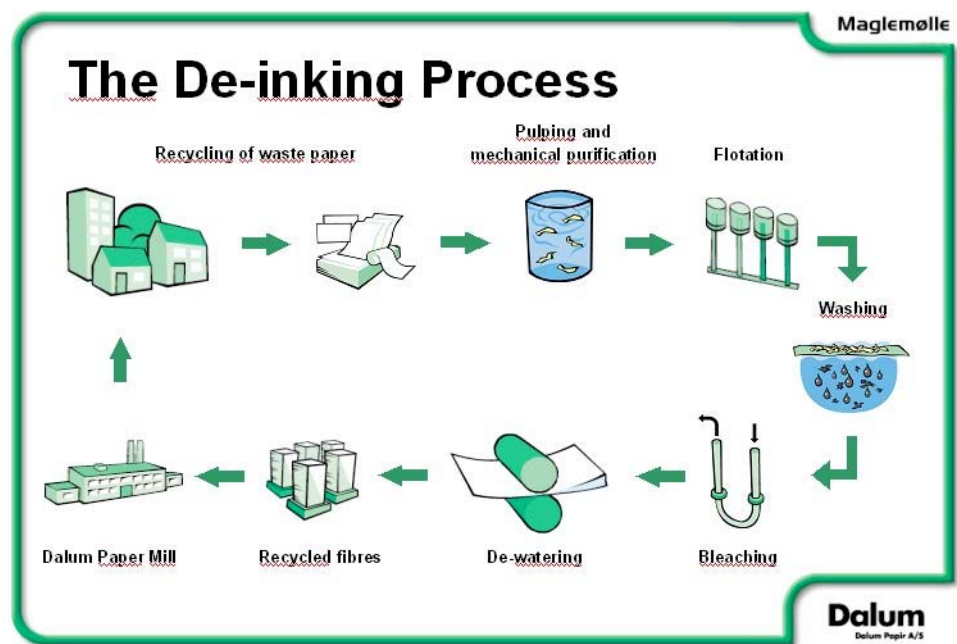 Maglemølle
The De-inking Process
Recycling of waste paper
Pulping and
mechanical purification
Flotation
Washing
Dalum Paper Mill
Recycled fibres
De-watering
Bleaching
Dalum
Dalum Papir A/S